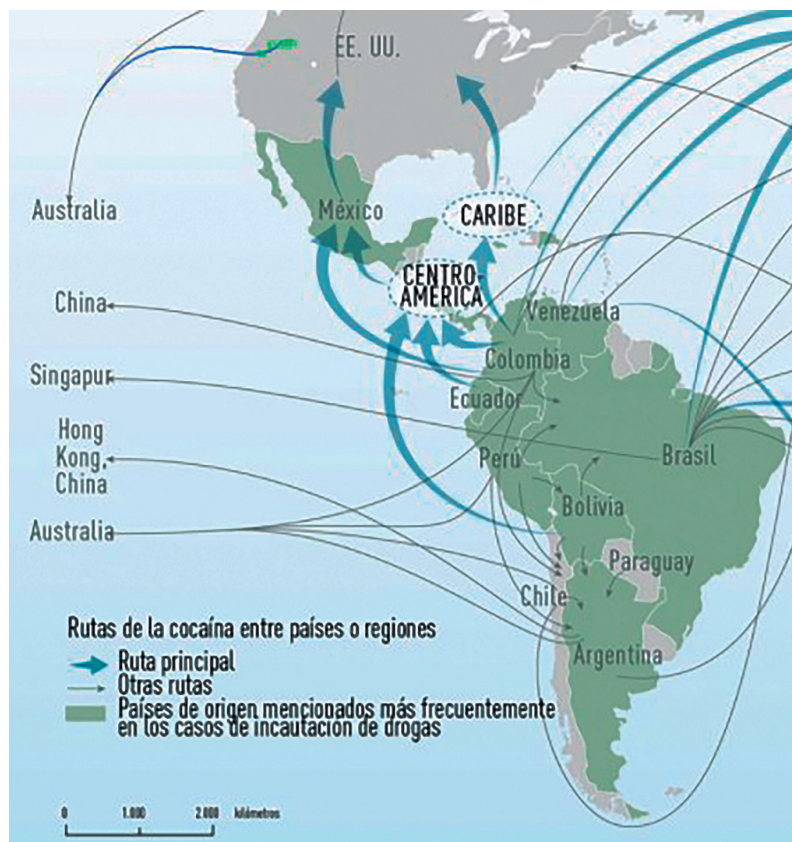 EE. UU.
Australia
México
CARIBE
CENTRO-
AMÉRICA
China
Venezuela
Colombia
Singapur
Ecuador
Hong
Kong,
China
Perú
Brasil
Bolivia
Australia
Paraguay
Chile
Argentina
Rutas de la cocaína entre países o regiones
Ruta principal
Otras rutas
Países de origen mencionados más frecuentemente
en los casos de incautación de drogas
0 1.000 2.000 kilómetros